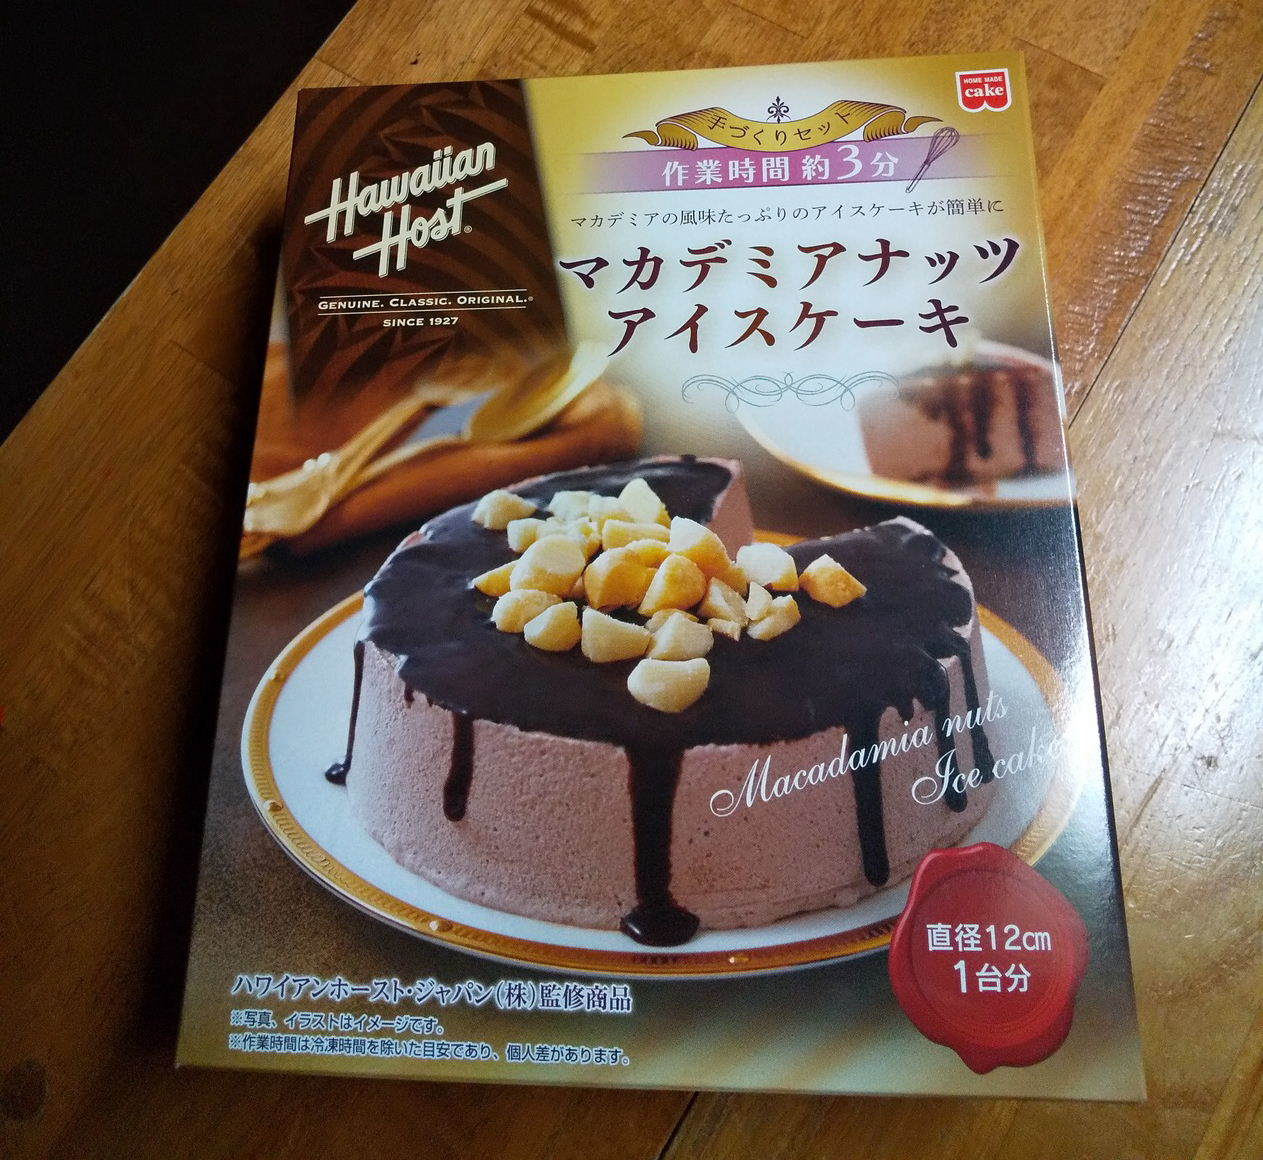 HOME MADE
cake
手づくりセット
作業時間 約3分
マカデミアの風味たっぷりのアイスケーキが簡単に
マカデミアナッツ
アイスケーキ
Hawaiian
Host®
GENUINE. CLASSIC. ORIGINAL.®
SINCE 1927
Macadamia nuts
Ice cake
直径12cm
1台分
ハワイアンホースト・ジャパン(株)監修商品
※写真、イラストはイメージです。
※作業時間は冷凍時間を除いた目安であり、個人差があります。